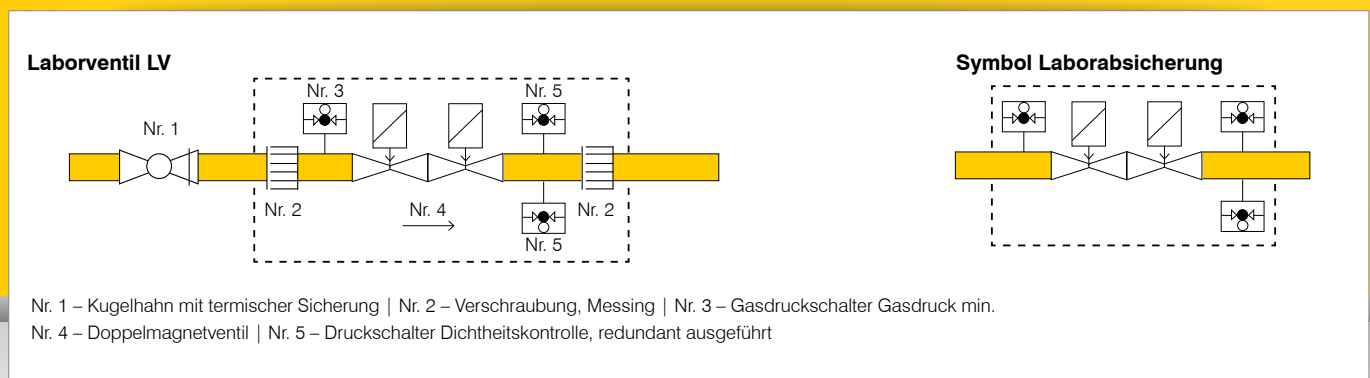 Laborventil LV
Symbol Laborabsicherung
Nr. 3
Nr. 5
Nr. 1
Nr. 2
Nr. 4
Nr. 2
Nr. 5
Nr. 1 – Kugelhahn mit termischer Sicherung | Nr. 2 – Verschraubung, Messing | Nr. 3 – Gasdruckschalter Gasdruck min.
Nr. 4 – Doppelmagnetventil | Nr. 5 – Druckschalter Dichtheitskontrolle, redundant ausgeführt